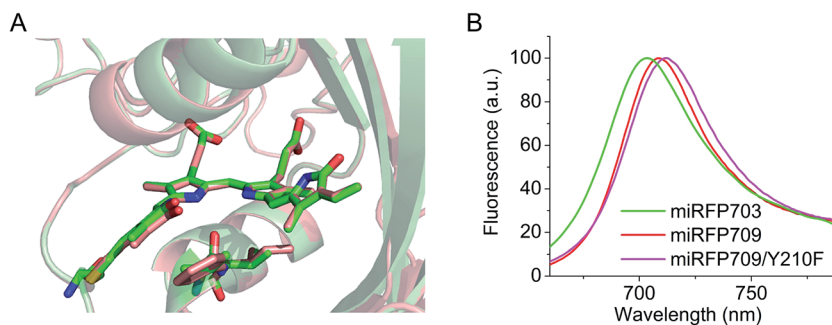 A
B
Fluorescence (a.u.)
100
80
60
40
20
0
miRFP703
miRFP709
miRFP709/Y210F
700
750
Wavelength (nm)